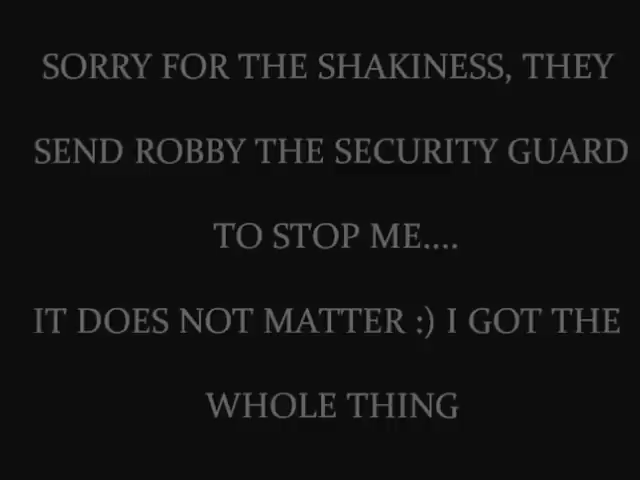 SORRY FOR THE SHAKINESS, THEY
SEND ROBBY THE SECURITY GUARD
TO STOP ME....
IT DOES NOT MATTER :) I GOT THE
WHOLE THING